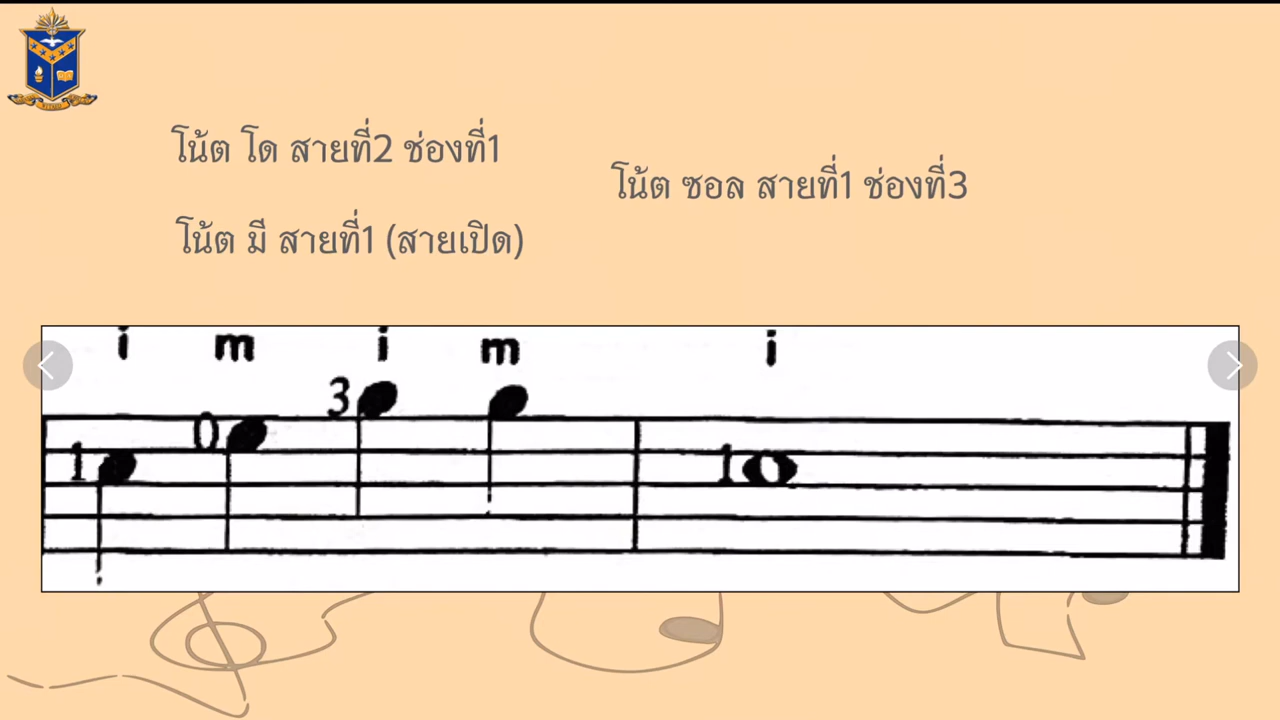 โน้ต โด สายที่2 ช่องที่1
โน้ต ซอล สายที่1 ช่องที่3
โน้ต มี สายที่1 (สายเปิด)
i m i m i
1 0 3 1